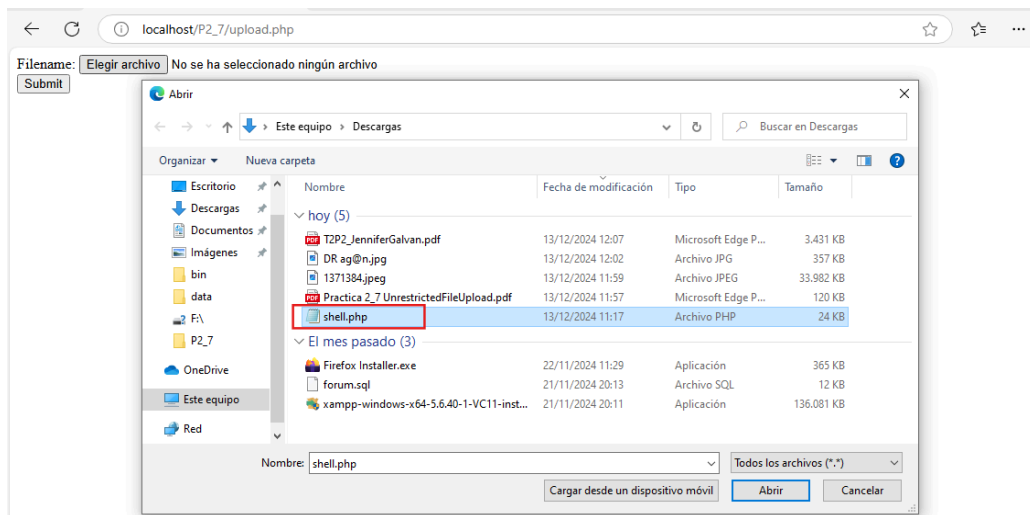 localhost/P2_7/upload.php
Filename: Elegir archivo No se ha seleccionado ningún archivo
Submit
Abrir
Este equipo > Descargas
Buscar en Descargas
Organizar Nueva carpeta
Escritorio
Descargas
Documentos
Imágenes
bin
data
F:\
P2_7
OneDrive
Este equipo
Red
Nombre Fecha de modificación Tipo Tamaño
hoy (5)
T2P2_JenniferGalvan.pdf 13/12/2024 12:07 Microsoft Edge P... 3.431 KB
DR ag@n.jpg 13/12/2024 12:02 Archivo JPG 357 KB
1371384.jpeg 13/12/2024 11:59 Archivo JPEG 33.982 KB
Practica 2_7 UnrestrictedFileUpload.pdf 13/12/2024 11:57 Microsoft Edge P... 120 KB
shell.php 13/12/2024 11:17 Archivo PHP 24 KB
El mes pasado (3)
Firefox Installer.exe 22/11/2024 11:29 Aplicación 365 KB
forum.sql 21/11/2024 20:13 Archivo SQL 12 KB
xampp-windows-x64-5.6.40-1-VC11-inst... 21/11/2024 20:11 Aplicación 136.081 KB
Nombre: shell.php Todos los archivos (*.*)
Cargar desde un dispositivo móvil Abrir Cancelar